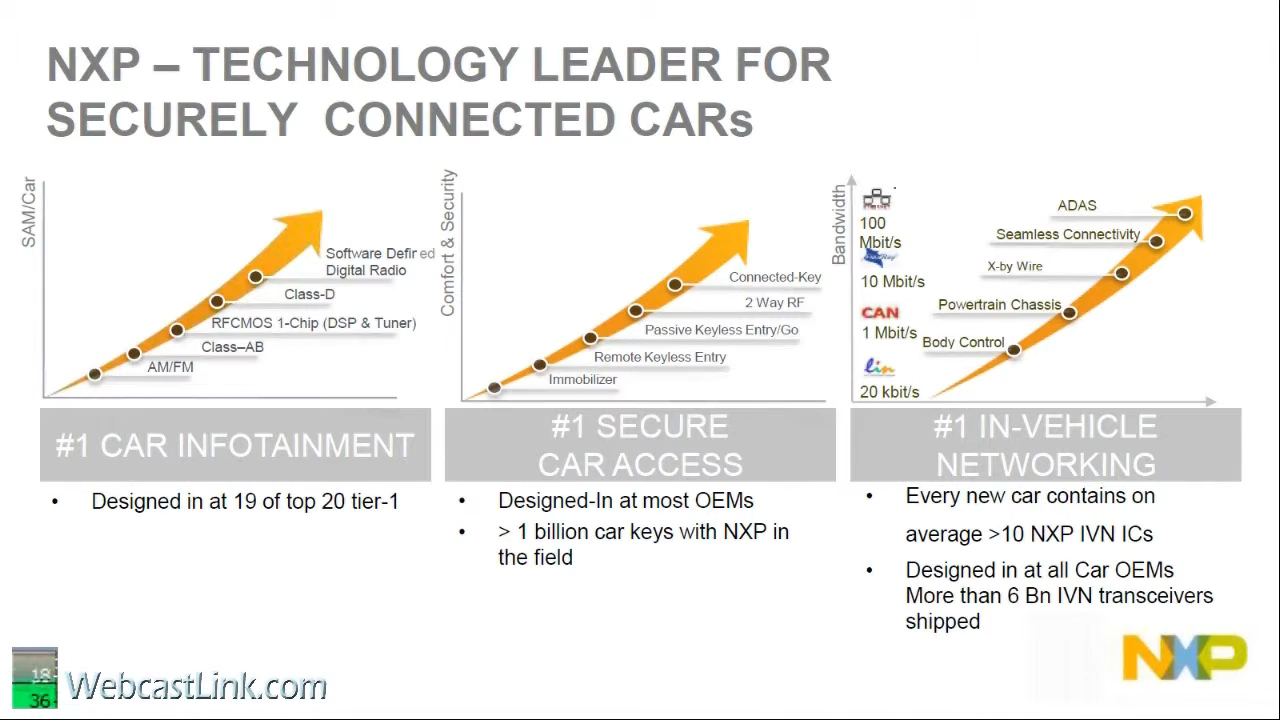 NXP – TECHNOLOGY LEADER FOR
SECURELY CONNECTED CARs
SAM/Car
Software Defined
Digital Radio
Class-D
RFCMOS 1-Chip (DSP & Tuner)
Class–AB
AM/FM
#1 CAR INFOTAINMENT
• Designed in at 19 of top 20 tier-1
Comfort & Security
Connected-Key
2 Way RF
Passive Keyless Entry/Go
Remote Keyless Entry
Immobilizer
#1 SECURE
CAR ACCESS
• Designed-In at most OEMs
• > 1 billion car keys with NXP in
the field
Bandwidth
100
Mbit/s
10 Mbit/s
CAN
1 Mbit/s
lin
20 kbit/s
ADAS
Seamless Connectivity
X-by Wire
Powertrain Chassis
Body Control
#1 IN-VEHICLE
NETWORKING
• Every new car contains on
average >10 NXP IVN ICs
• Designed in at all Car OEMs
More than 6 Bn IVN transceivers
shipped
18
36
WebcastLink.com
NXP